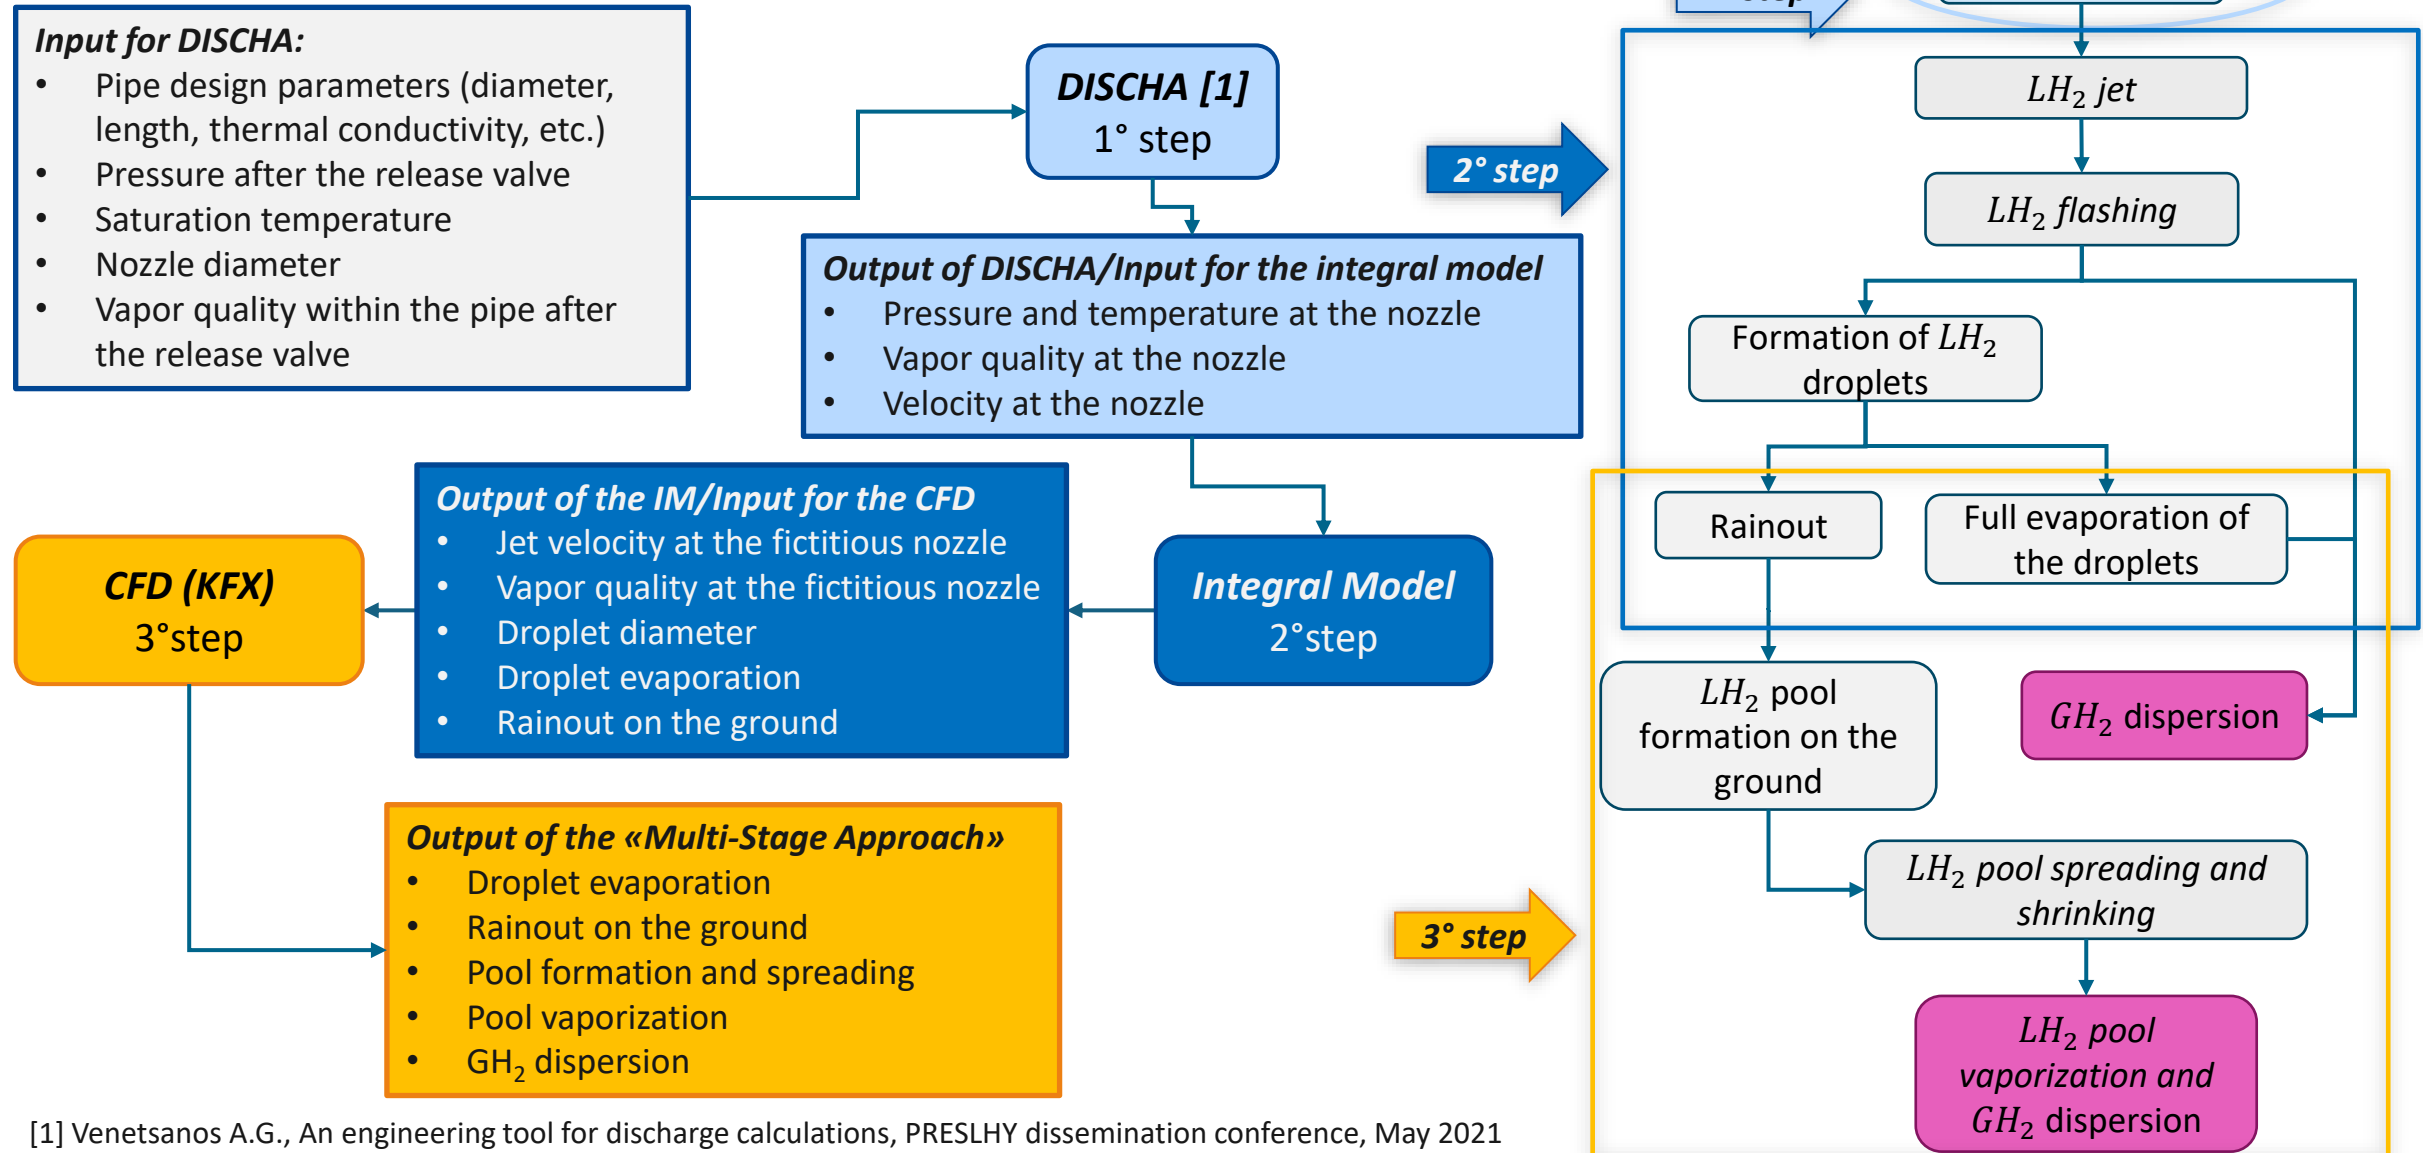 Input for DISCHA:
• Pipe design parameters (diameter,
length, thermal conductivity, etc.)
• Pressure after the release valve
• Saturation temperature
• Nozzle diameter
• Vapor quality within the pipe after
the release valve
DISCHA [1]
1° step
Output of DISCHA/Input for the integral model
• Pressure and temperature at the nozzle
• Vapor quality at the nozzle
• Velocity at the nozzle
Output of the IM/Input for the CFD
• Jet velocity at the fictitious nozzle
• Vapor quality at the fictitious nozzle
• Droplet diameter
• Droplet evaporation
• Rainout on the ground
Integral Model
2°step
CFD (KFX)
3°step
Output of the «Multi-Stage Approach»
• Droplet evaporation
• Rainout on the ground
• Pool formation and spreading
• Pool vaporization
• GH₂ dispersion
step
2° step
3° step
LH₂ jet
LH₂ flashing
Formation of LH₂
droplets
Rainout
Full evaporation of
the droplets
LH₂ pool
formation on the
ground
GH₂ dispersion
LH₂ pool spreading and
shrinking
LH₂ pool
vaporization and
GH₂ dispersion
[1] Venetsanos A.G., An engineering tool for discharge calculations, PRESLHY dissemination conference, May 2021